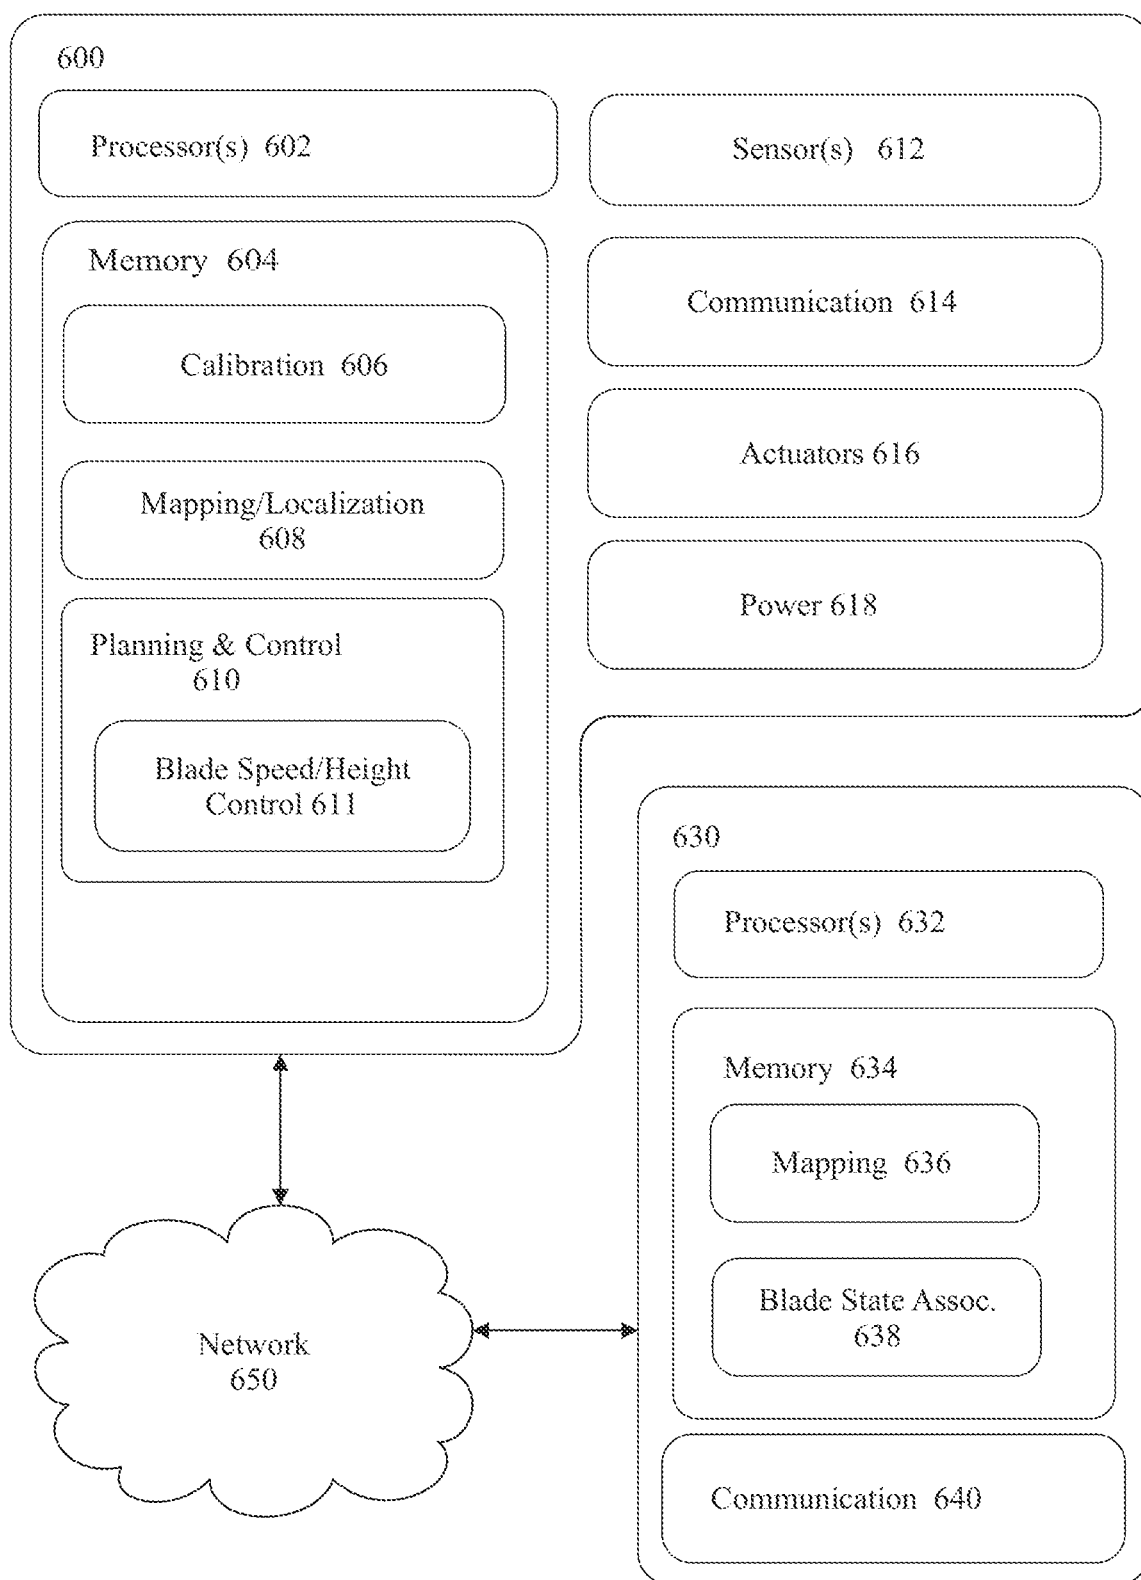 600
Processor(s) 602
Memory 604
Calibration 606
Mapping/Localization
608
Planning & Control
610
Blade Speed/Height
Control 611
Sensor(s) 612
Communication 614
Actuators 616
Power 618
630
Processor(s) 632
Memory 634
Mapping 636
Blade State Assoc.
638
Communication 640
Network
650